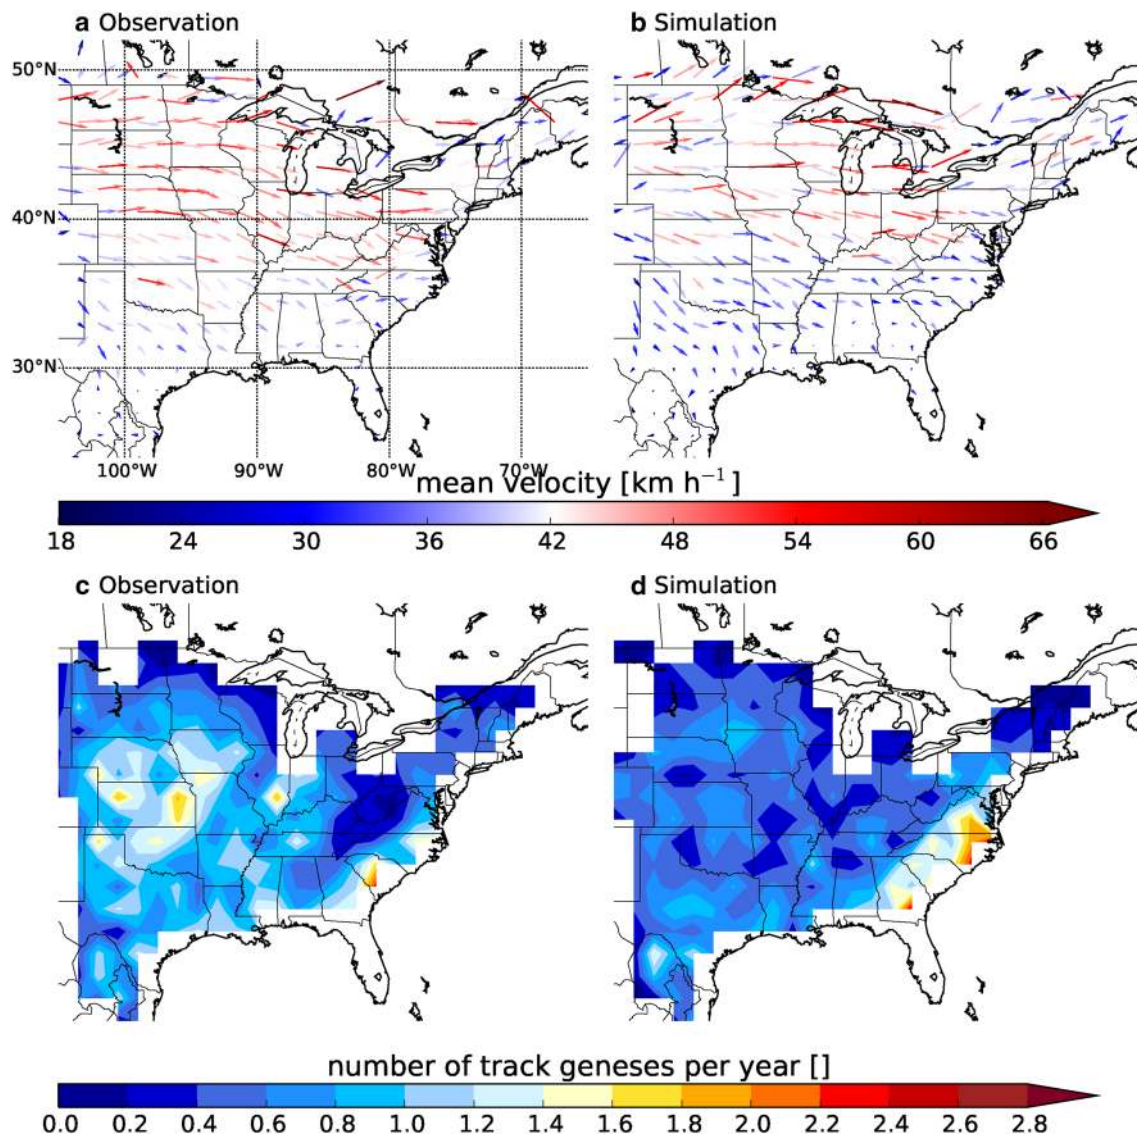 a Observation
b Simulation
50°N
40°N
30°N
100°W 90°W 80°W 70°W
mean velocity [km h⁻¹]
18 24 30 36 42 48 54 60 66
c Observation
d Simulation
number of track geneses per year []
0.0 0.2 0.4 0.6 0.8 1.0 1.2 1.4 1.6 1.8 2.0 2.2 2.4 2.6 2.8